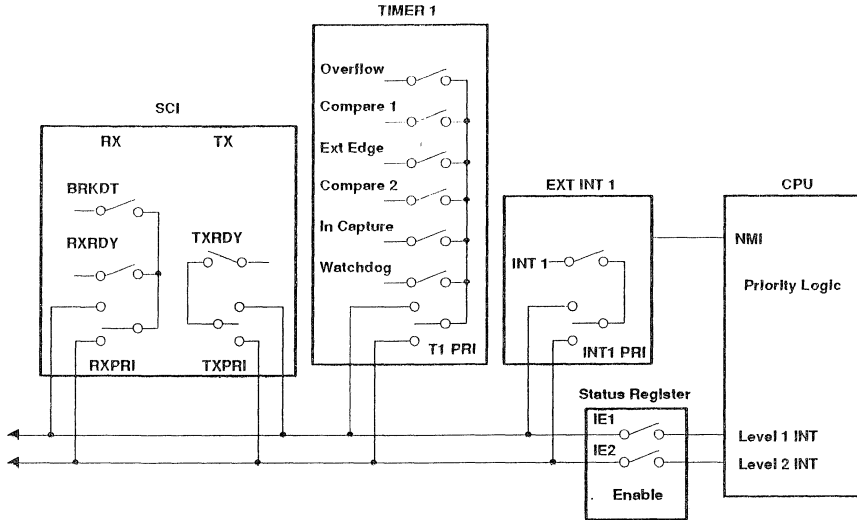 TIMER 1
Overflow
Compare 1
Ext Edge
Compare 2
In Capture
Watchdog
T1 PRI
SCI
RX TX
BRKDT
RXRDY
TXRDY
RXPRI TXPRI
EXT INT 1
INT 1
INT1 PRI
CPU
NMI
Priority Logic
Level 1 INT
Level 2 INT
Status Register
IE1
IE2
Enable